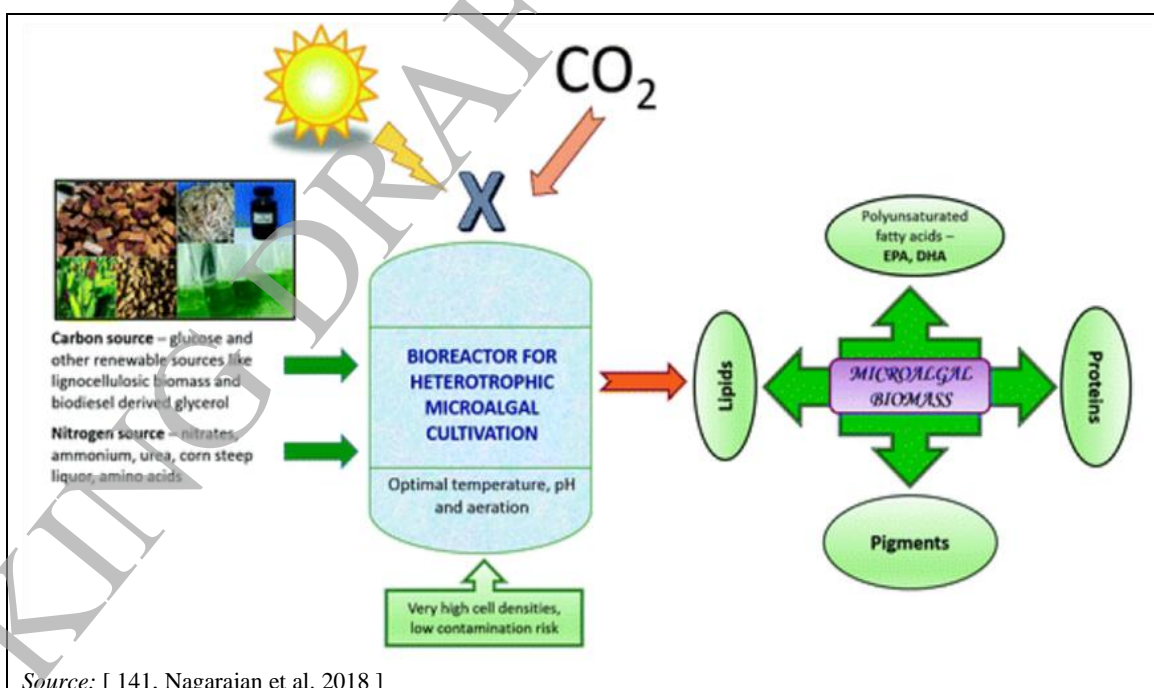 CO₂
X
Carbon source – glucose and
other renewable sources like
lignocellulosic biomass and
biodiesel derived glycerol
Nitrogen source – nitrates,
ammonium, urea, corn steep
liquor, amino acids
BIOREACTOR FOR
HETEROTROPHIC
MICROALGAL
CULTIVATION
Optimal temperature, pH
and aeration
Very high cell densities,
low contamination risk
Polyunsaturated
fatty acids –
EPA, DHA
Lipids
MICROALGAL
BIOMASS
Proteins
Pigments
Source: [ 141, Nagarajan et al. 2018 ]
KING DRAF